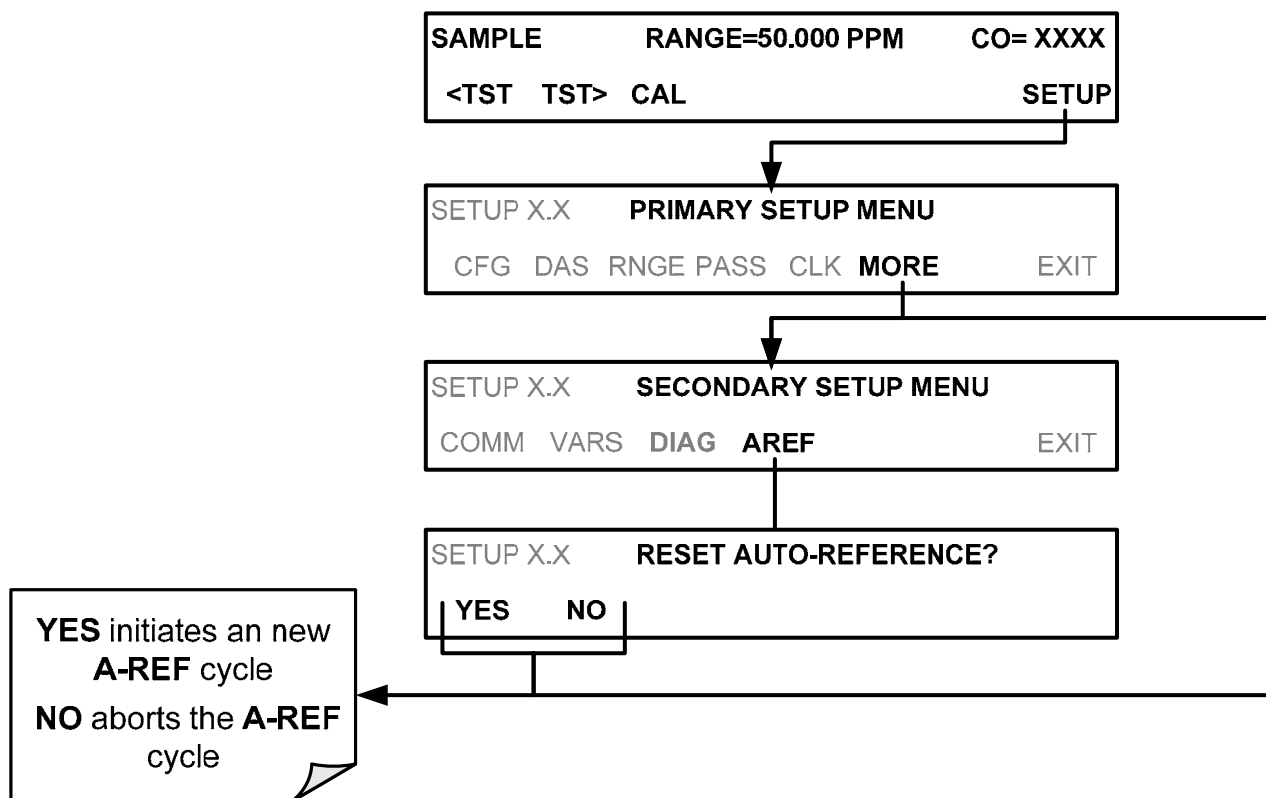 SAMPLE RANGE=50.000 PPM CO= XXXX
<TST TST> CAL SETUP
SETUP X.X PRIMARY SETUP MENU
CFG DAS RNGE PASS CLK MORE EXIT
SETUP X.X SECONDARY SETUP MENU
COMM VARS DIAG AREF EXIT
SETUP X.X RESET AUTO-REFERENCE?
YES NO
YES initiates an new
A-REF cycle
NO aborts the A-REF
cycle